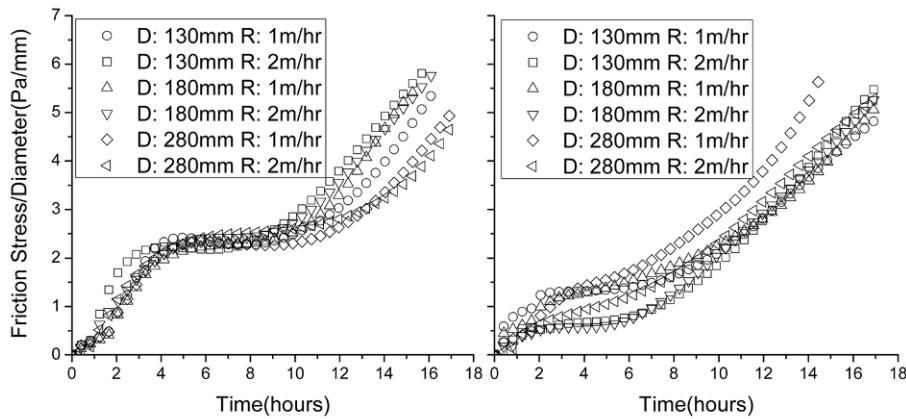 Friction Stress/Diameter(Pa/mm)
7
6
5
4
3
2
1
0
D: 130mm R: 1m/hr
D: 130mm R: 2m/hr
D: 180mm R: 1m/hr
D: 180mm R: 2m/hr
D: 280mm R: 1m/hr
D: 280mm R: 2m/hr
0 2 4 6 8 10 12 14 16 18
Time(hours)
D: 130mm R: 1m/hr
D: 130mm R: 2m/hr
D: 180mm R: 1m/hr
D: 180mm R: 2m/hr
D: 280mm R: 1m/hr
D: 280mm R: 2m/hr
0 2 4 6 8 10 12 14 16 18
Time(hours)